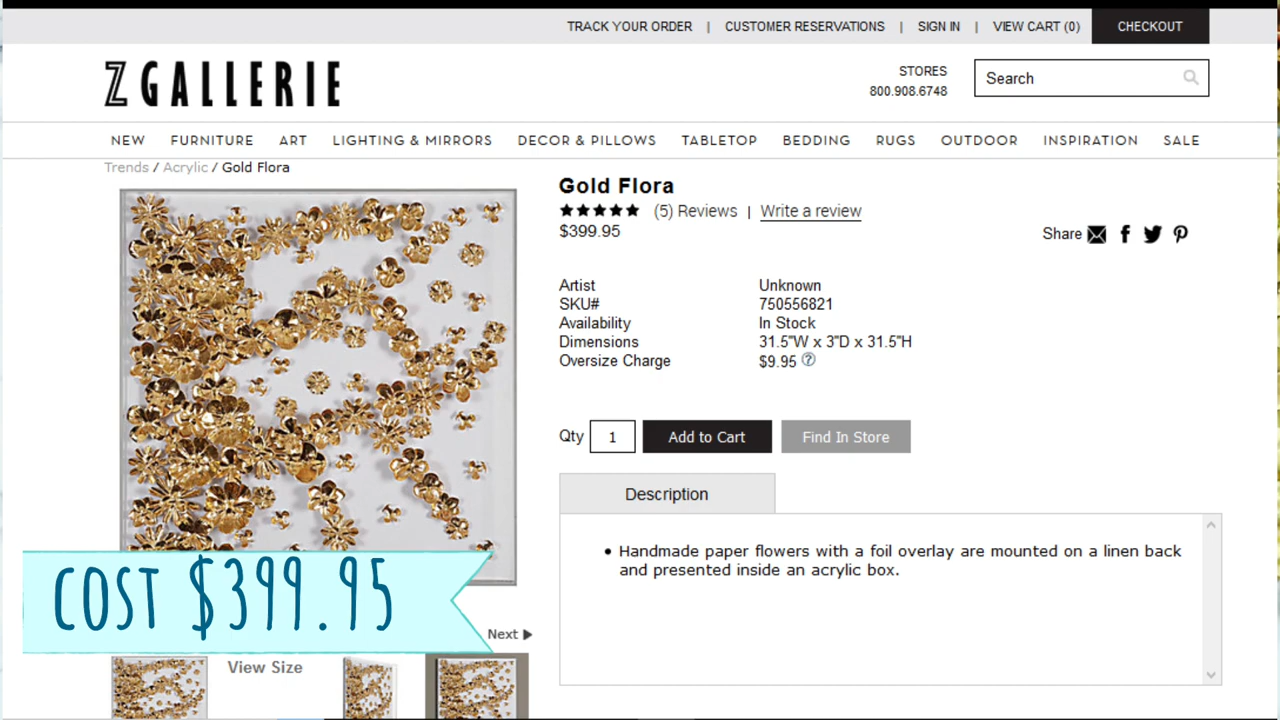 TRACK YOUR ORDER | CUSTOMER RESERVATIONS | SIGN IN | VIEW CART (0) CHECKOUT
Z GALLERIE
STORES
800.908.6748
Search
NEW FURNITURE ART LIGHTING & MIRRORS DECOR & PILLOWS TABLETOP BEDDING RUGS OUTDOOR INSPIRATION SALE
Trends / Acrylic / Gold Flora
Gold Flora
(5) Reviews | Write a review
$399.95
Share
Artist Unknown
SKU# 750556821
Availability In Stock
Dimensions 31.5"W x 3"D x 31.5"H
Oversize Charge $9.95 ?
Qty 1 Add to Cart Find In Store
Description
• Handmade paper flowers with a foil overlay are mounted on a linen back
and presented inside an acrylic box.
COST $399.95
Next
View Size